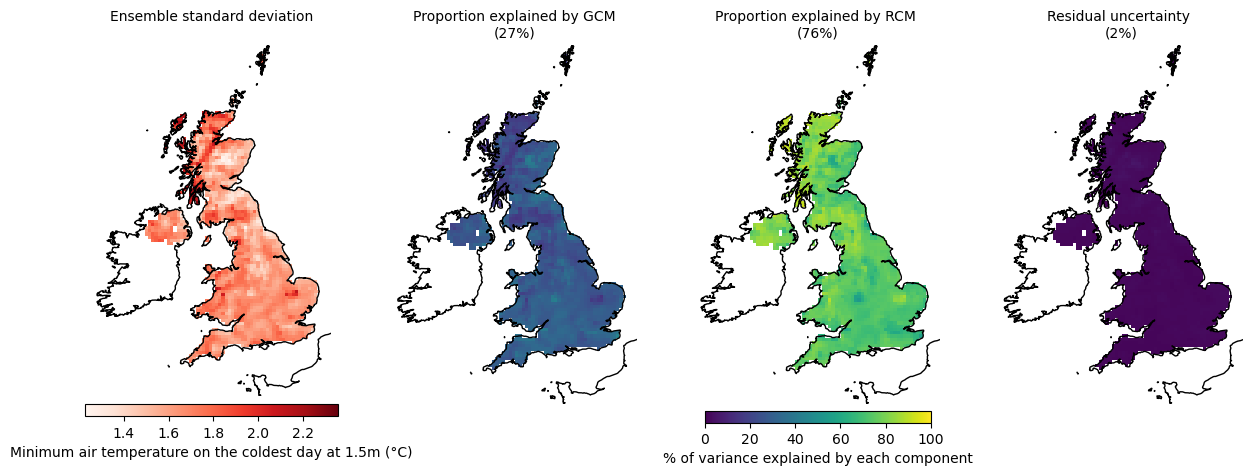 Ensemble standard deviation
Proportion explained by GCM
(27%)
Proportion explained by RCM
(76%)
Residual uncertainty
(2%)
1.4 1.6 1.8 2.0 2.2
Minimum air temperature on the coldest day at 1.5m (°C)
0 20 40 60 80 100
% of variance explained by each component